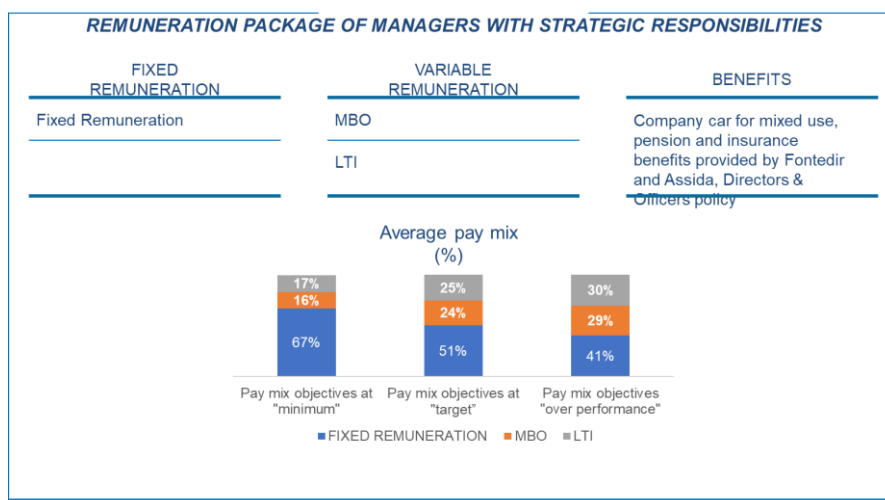 REMUNERATION PACKAGE OF MANAGERS WITH STRATEGIC RESPONSIBILITIES
FIXED
REMUNERATION
Fixed Remuneration
VARIABLE
REMUNERATION
MBO
LTI
BENEFITS
Company car for mixed use,
pension and insurance
benefits provided by Fontedir
and Assida, Directors &
Officers policy
Average pay mix
(%)
17%
16%
67%
25%
24%
51%
30%
29%
41%
Pay mix objectives at
"minimum"
Pay mix objectives at
"target"
Pay mix objectives
"over performance"
FIXED REMUNERATION MBO LTI